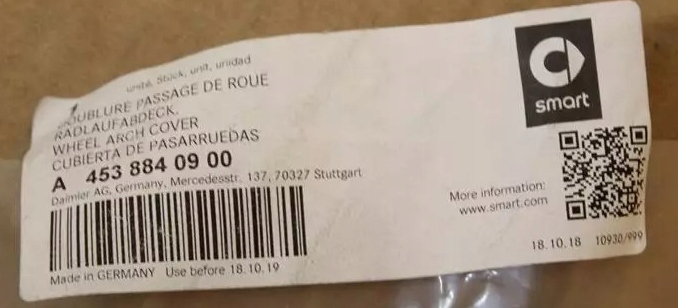 unité, Stück, unit, unidad
DOUBLURE PASSAGE DE ROUE
RADLAUFABDECK.
WHEEL ARCH COVER
CUBIERTA DE PASARRUEDAS
A 453 884 09 00
Daimler AG, Germany, Mercedesstr. 137, 70327 Stuttgart
Made in GERMANY Use before 18.10.19
smart
More information:
www.smart.com
18.10.18 10930/999